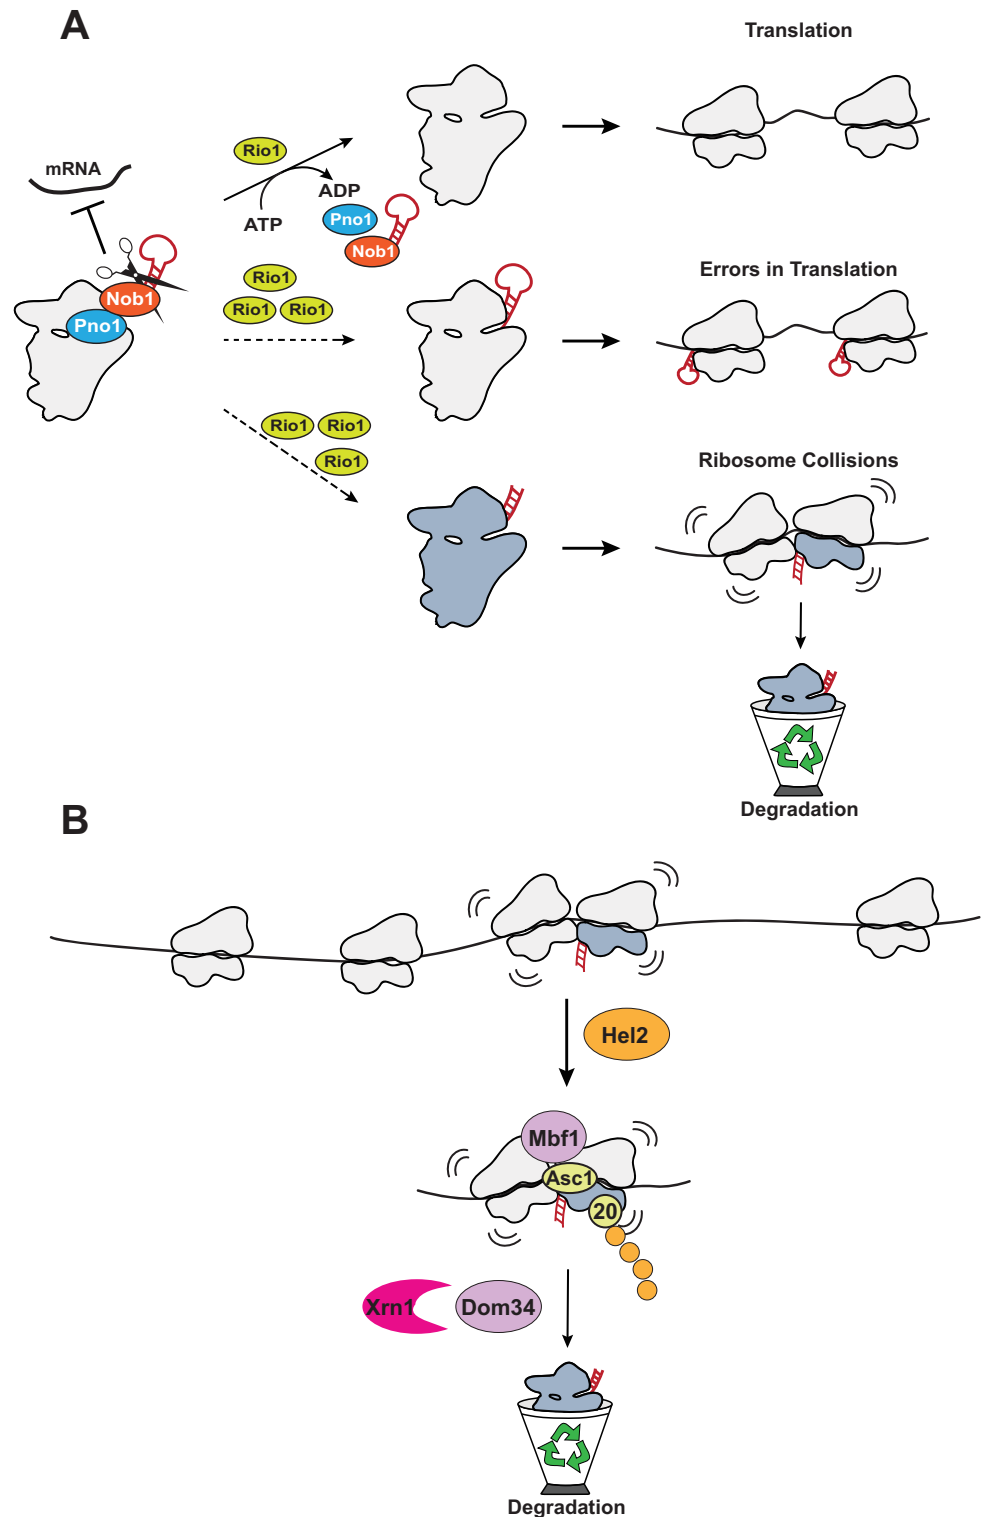 A
Translation
mRNA
Rio1
ADP
ATP
Pno1
Nob1
Nob1
Pno1
Rio1
Rio1
Rio1
Errors in Translation
Rio1
Rio1
Rio1
Ribosome Collisions
Degradation
B
Hel2
Mbf1
Asc1
20
Xrn1
Dom34
Degradation